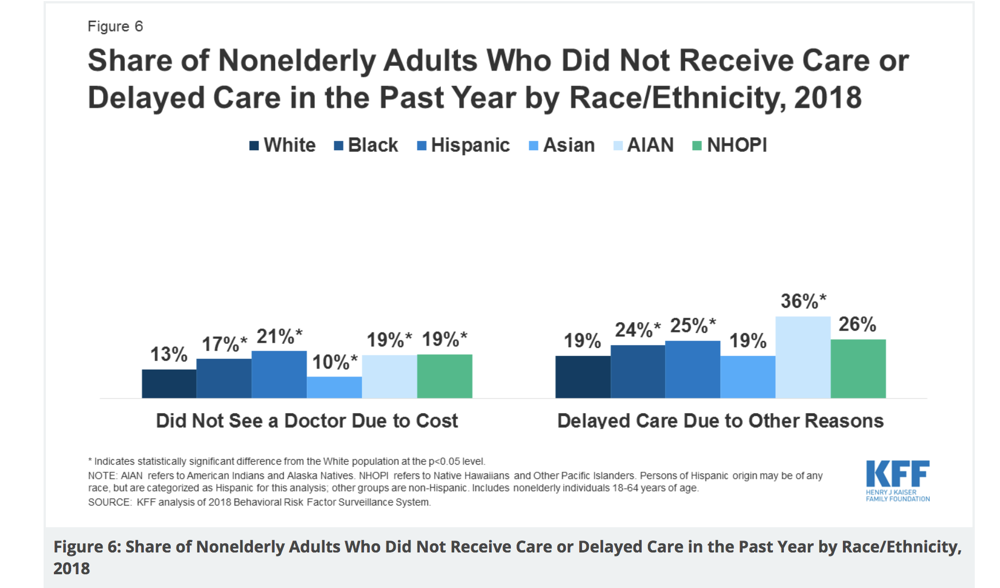 Figure 6
Share of Nonelderly Adults Who Did Not Receive Care or
Delayed Care in the Past Year by Race/Ethnicity, 2018
White Black Hispanic Asian AIAN NHOPI
13% 17%* 21%* 10%* 19%* 19%*
19% 24%* 25%* 19% 36%* 26%
Did Not See a Doctor Due to Cost
Delayed Care Due to Other Reasons
* Indicates statistically significant difference from the White population at the p<0.05 level.
NOTE: AIAN refers to American Indians and Alaska Natives. NHOPI refers to Native Hawaiians and Other Pacific Islanders. Persons of Hispanic origin may be of any
race, but are categorized as Hispanic for this analysis; other groups are non-Hispanic. Includes nonelderly individuals 18-64 years of age.
SOURCE: KFF analysis of 2018 Behavioral Risk Factor Surveillance System.
KFF
HENRY J KAISER
FAMILY FOUNDATION
Figure 6: Share of Nonelderly Adults Who Did Not Receive Care or Delayed Care in the Past Year by Race/Ethnicity,
2018